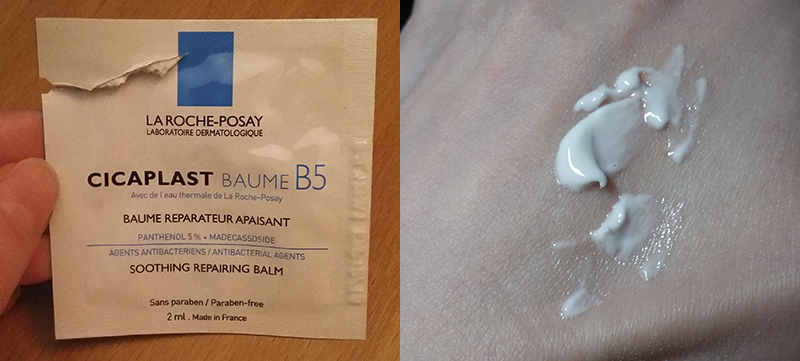 LA ROCHE-POSAY
LABORATOIRE DERMATOLOGIQUE
CICAPLAST BAUME B5
Avec de l'eau thermale de La Roche-Posay
BAUME REPARATEUR APAISANT
PANTHENOL 5% + MADECASSOSIDE
AGENTS ANTIBACTERIENS / ANTIBACTERIAL AGENTS
SOOTHING REPAIRING BALM
Sans paraben / Paraben-free
2 ml . Made in France